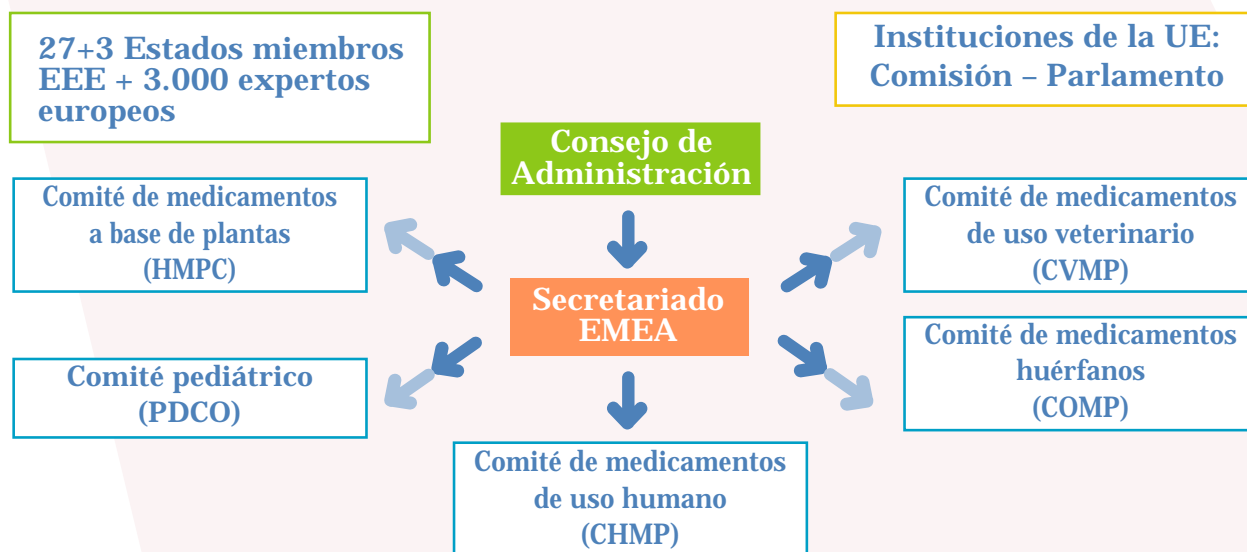 27+3 Estados miembros
EEE + 3.000 expertos
europeos
Instituciones de la UE:
Comisión – Parlamento
Consejo de
Administración
Comité de medicamentos
a base de plantas
(HMPC)
Comité de medicamentos
de uso veterinario
(CVMP)
Secretariado
EMEA
Comité pediátrico
(PDCO)
Comité de medicamentos
huérfanos
(COMP)
Comité de medicamentos
de uso humano
(CHMP)